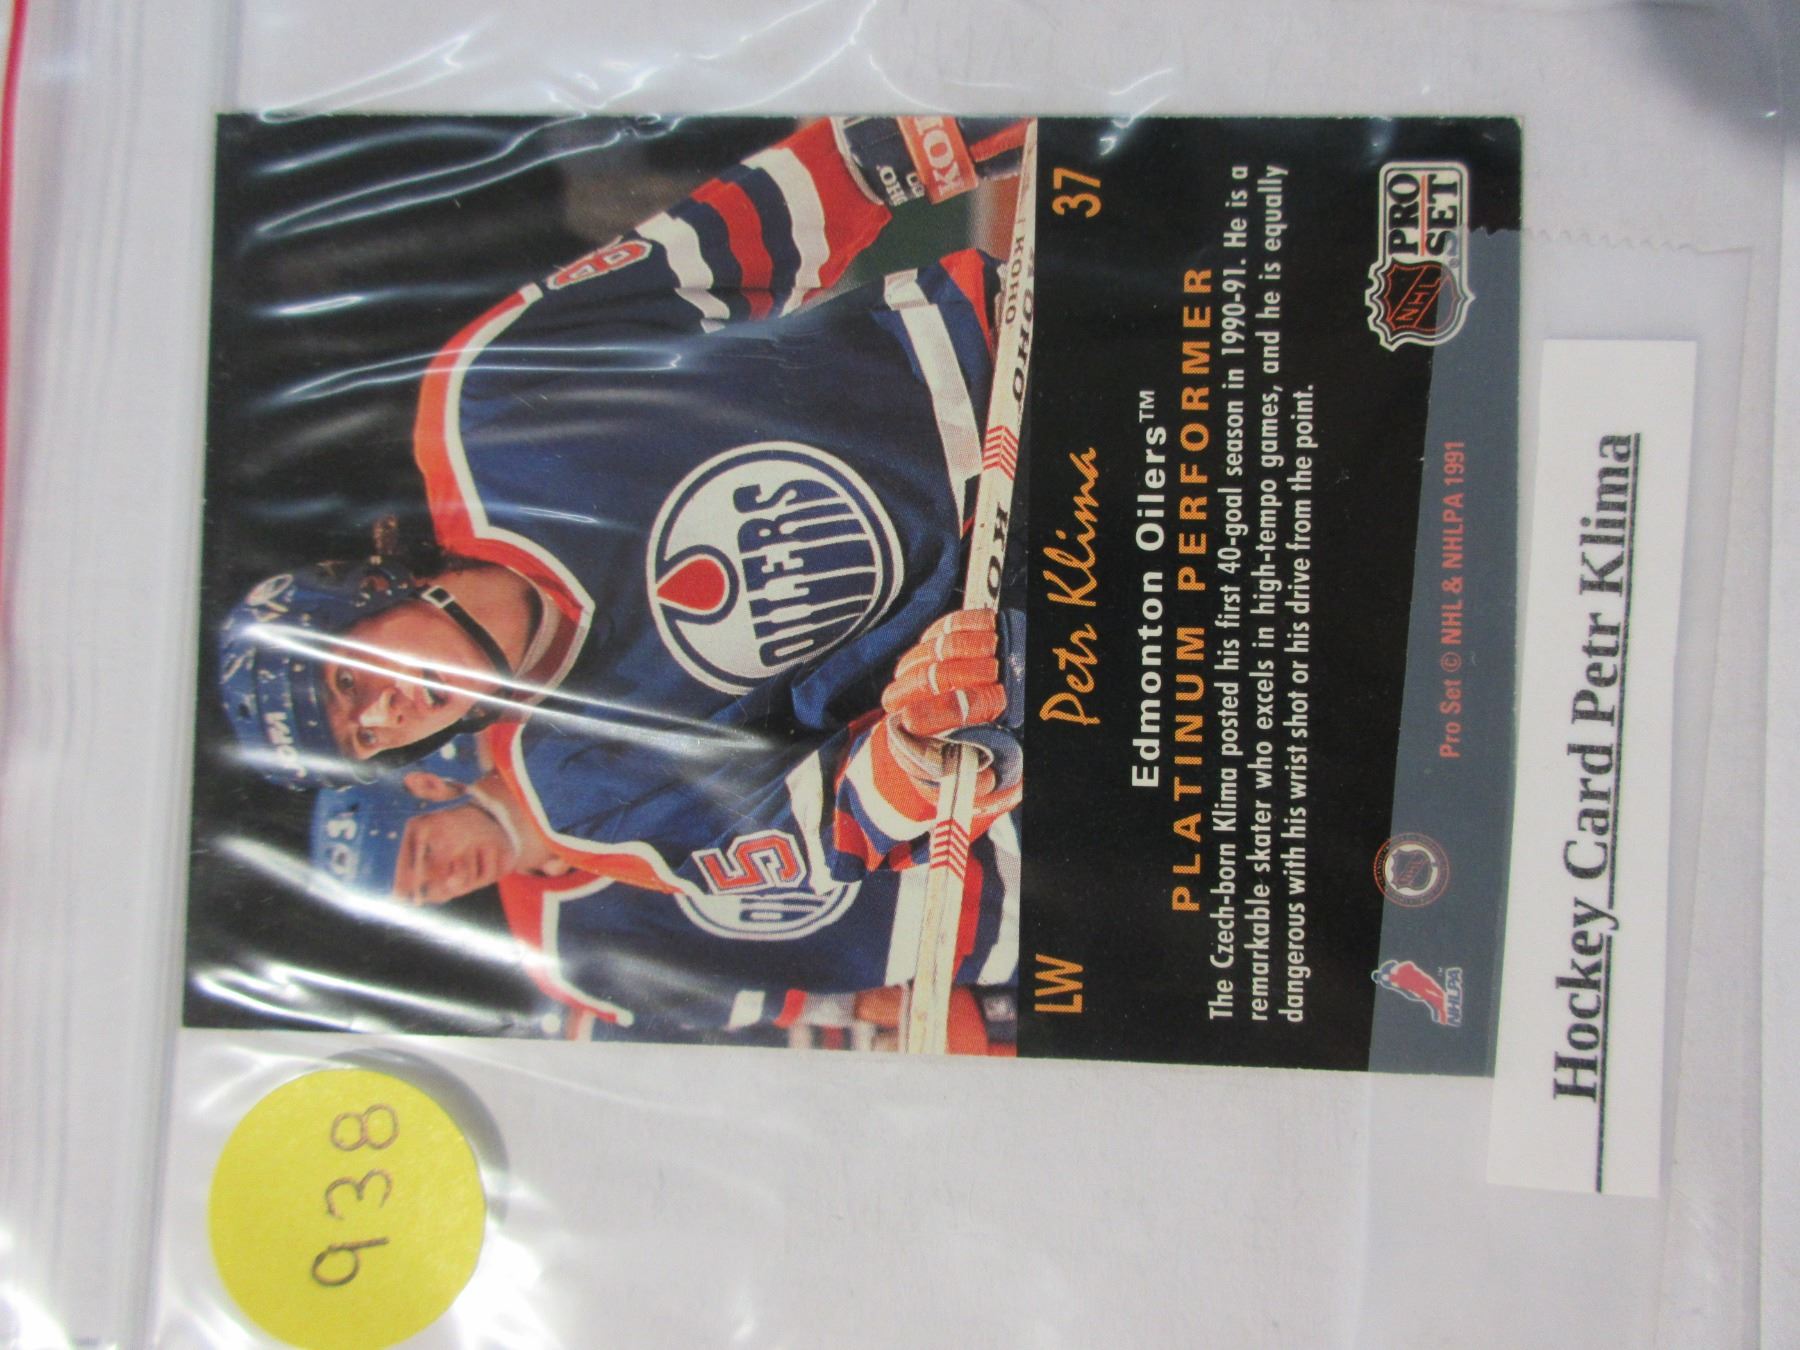 938
JOFA
OILERS
5
KOHO
LW
Petr Klima
37
Edmonton Oilers™
PLATINUM PERFORMER
The Czech-born Klima posted his first 40-goal season in 1990-91. He is a
remarkable skater who excels in high-tempo games, and he is equally
dangerous with his wrist shot or his drive from the point.
NHLPA™
Pro Set © NHL & NHLPA 1991
NHL
PRO
SET
Hockey Card Petr Klima